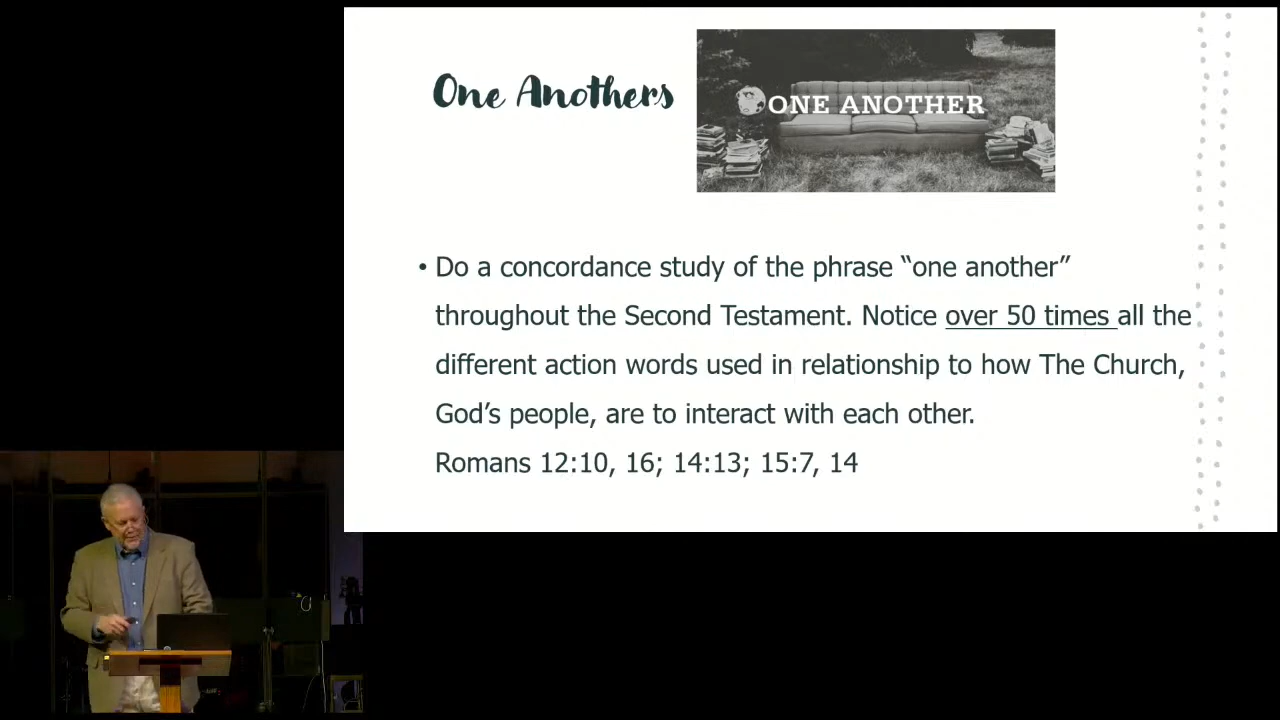 One Anothers
ONE ANOTHER
• Do a concordance study of the phrase “one another”
throughout the Second Testament. Notice over 50 times all the
different action words used in relationship to how The Church,
God’s people, are to interact with each other.
Romans 12:10, 16; 14:13; 15:7, 14